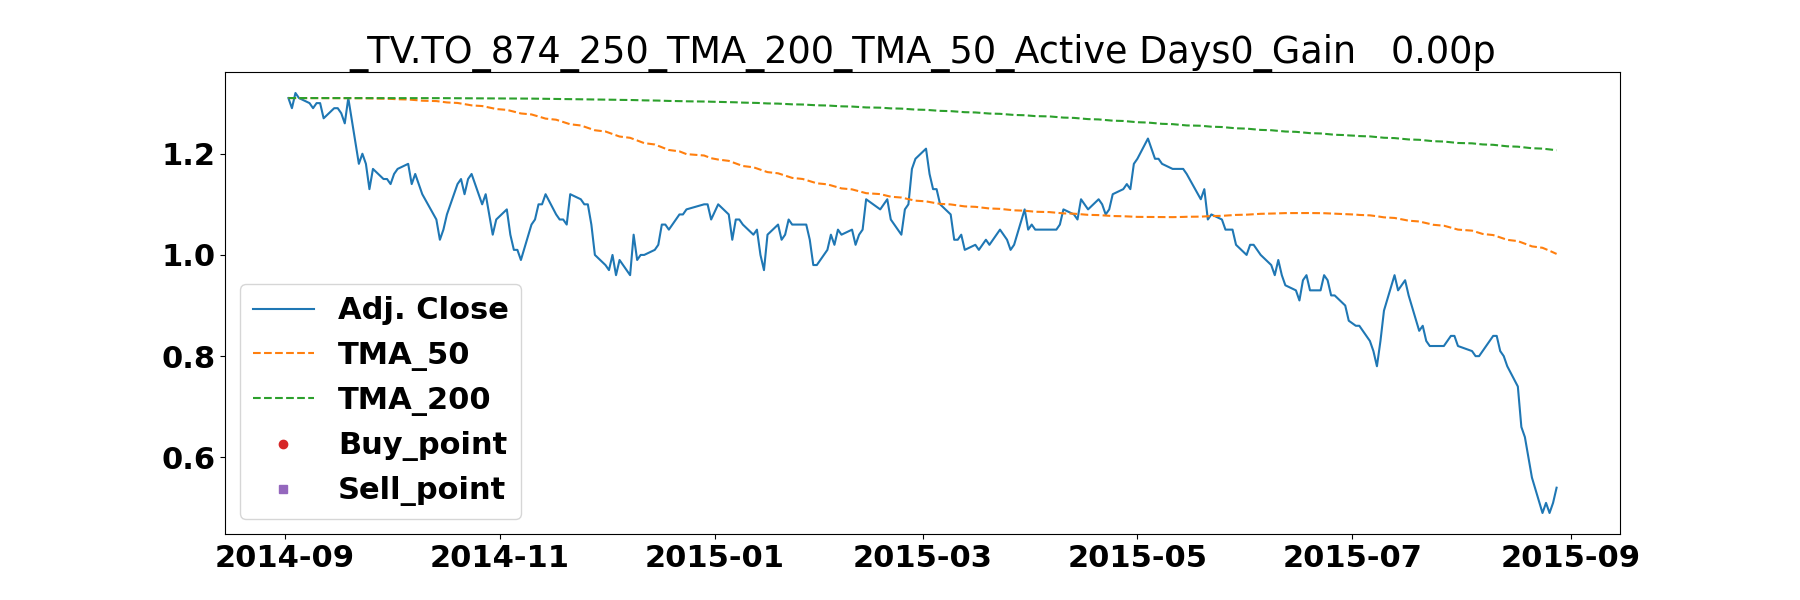 _TV.TO_874_250_TMA_200_TMA_50_Active Days0_Gain   0.00p
1.2
1.0
0.8
0.6
Adj. Close
TMA_50
TMA_200
Buy_point
Sell_point
2014-09 2014-11 2015-01 2015-03 2015-05 2015-07 2015-09